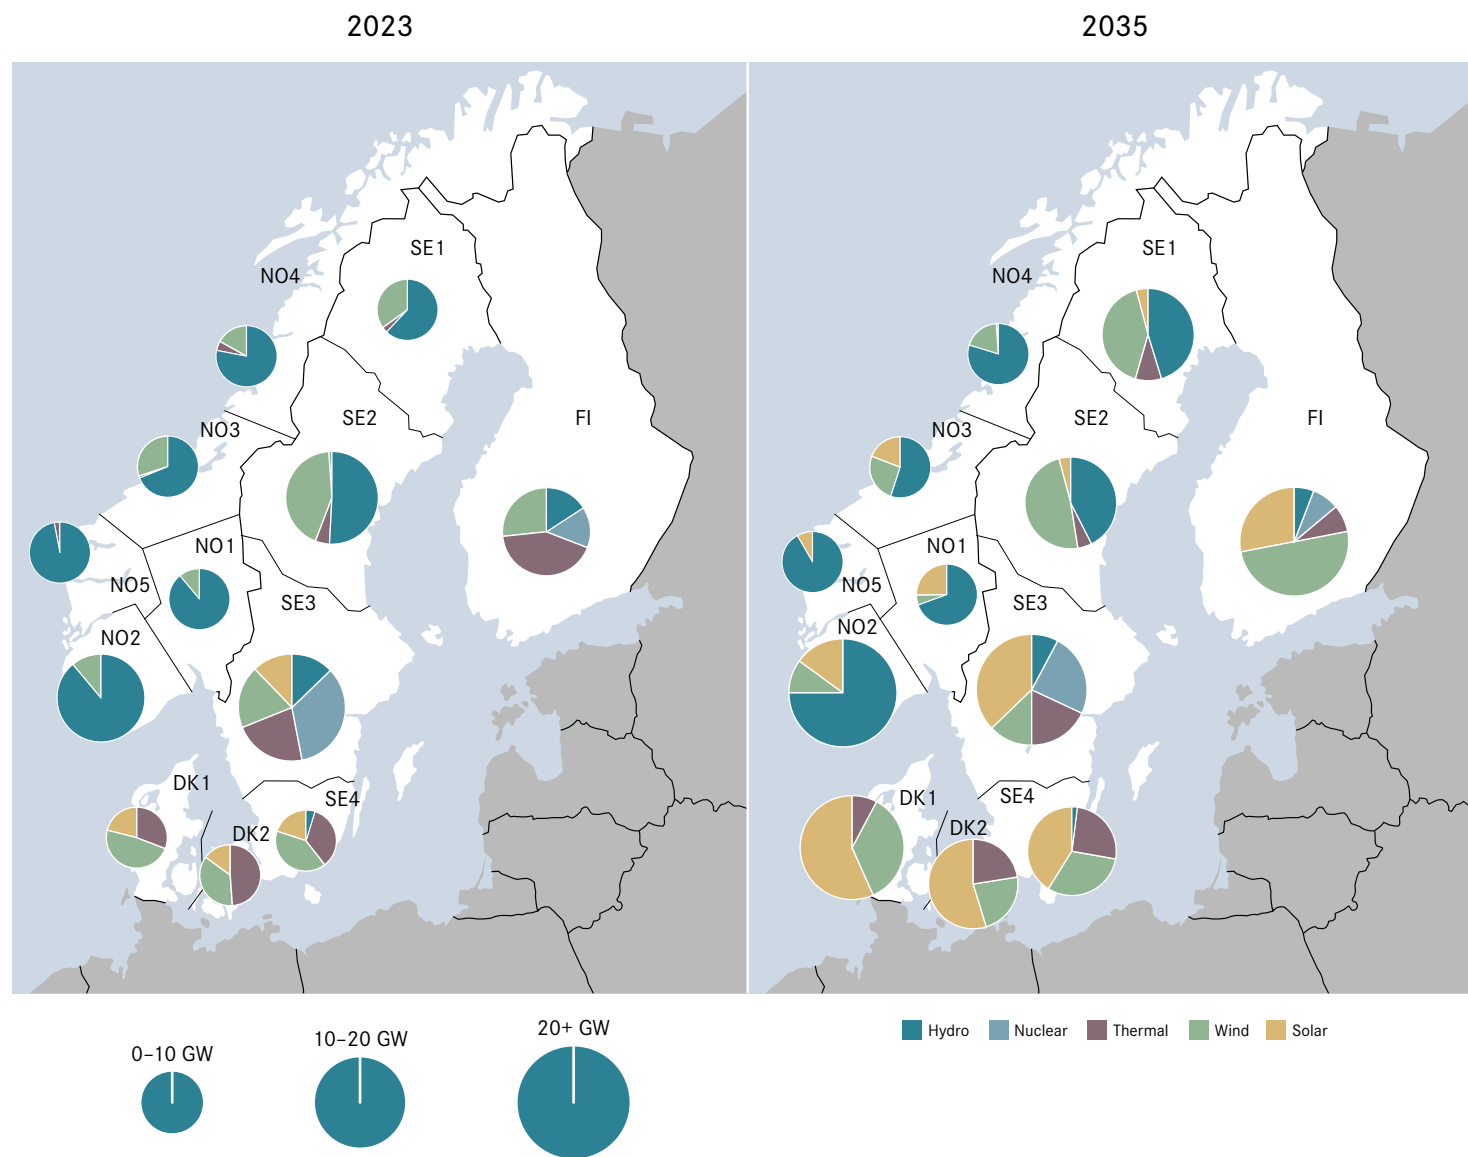 2023
2035
SE1
NO4
SE2
FI
NO3
NO1
NO5
SE3
NO2
DK1
SE4
DK2
SE1
NO4
SE2
FI
NO3
NO1
NO5
SE3
NO2
DK1
SE4
DK2
0–10 GW
10–20 GW
20+ GW
Hydro
Nuclear
Thermal
Wind
Solar